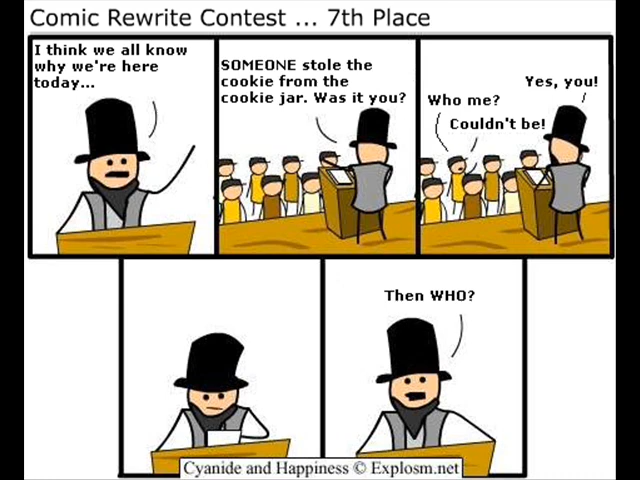 Comic Rewrite Contest ... 7th Place
I think we all know
why we're here
today...
SOMEONE stole the
cookie from the
cookie jar. Was it you?
Who me?
Yes, you!
Couldn't be!
Then WHO?
Cyanide and Happiness © Explosm.net